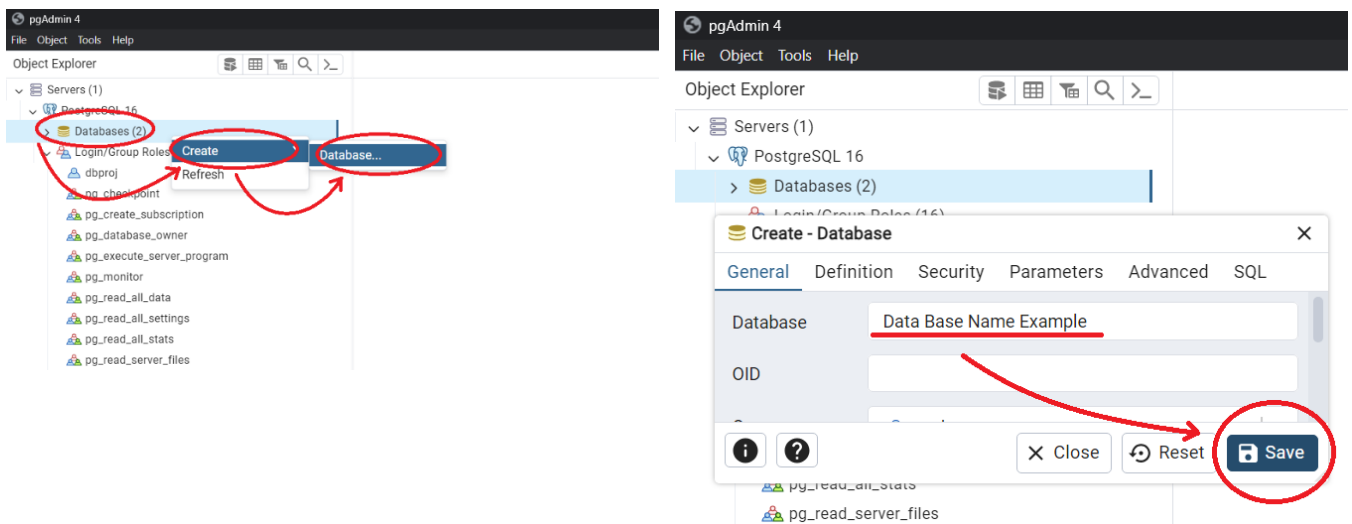 pgAdmin 4
File Object Tools Help
Object Explorer
Servers (1)
PostgreSQL 16
Databases (2)
Login/Group Roles
dbproj
pg_checkpoint
pg_create_subscription
pg_database_owner
pg_execute_server_program
pg_monitor
pg_read_all_data
pg_read_all_settings
pg_read_all_stats
pg_read_server_files
Create
Refresh
Database...
pgAdmin 4
File Object Tools Help
Object Explorer
Servers (1)
PostgreSQL 16
Databases (2)
Login/Group Roles (16)
Create - Database
General Definition Security Parameters Advanced SQL
Database Data Base Name Example
OID
Close Reset Save
pg_read_all_stats
pg_read_server_files